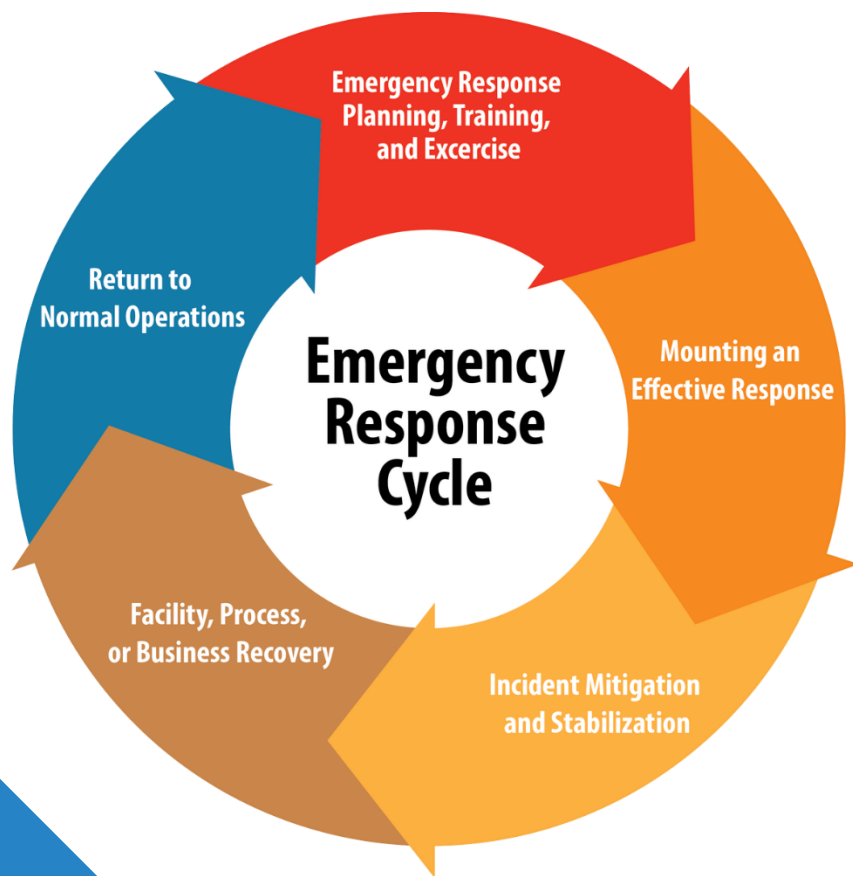 Emergency Response
Planning, Training,
and Excercise
Mounting an
Effective Response
Incident Mitigation
and Stabilization
Facility, Process,
or Business Recovery
Return to
Normal Operations
Emergency
Response
Cycle